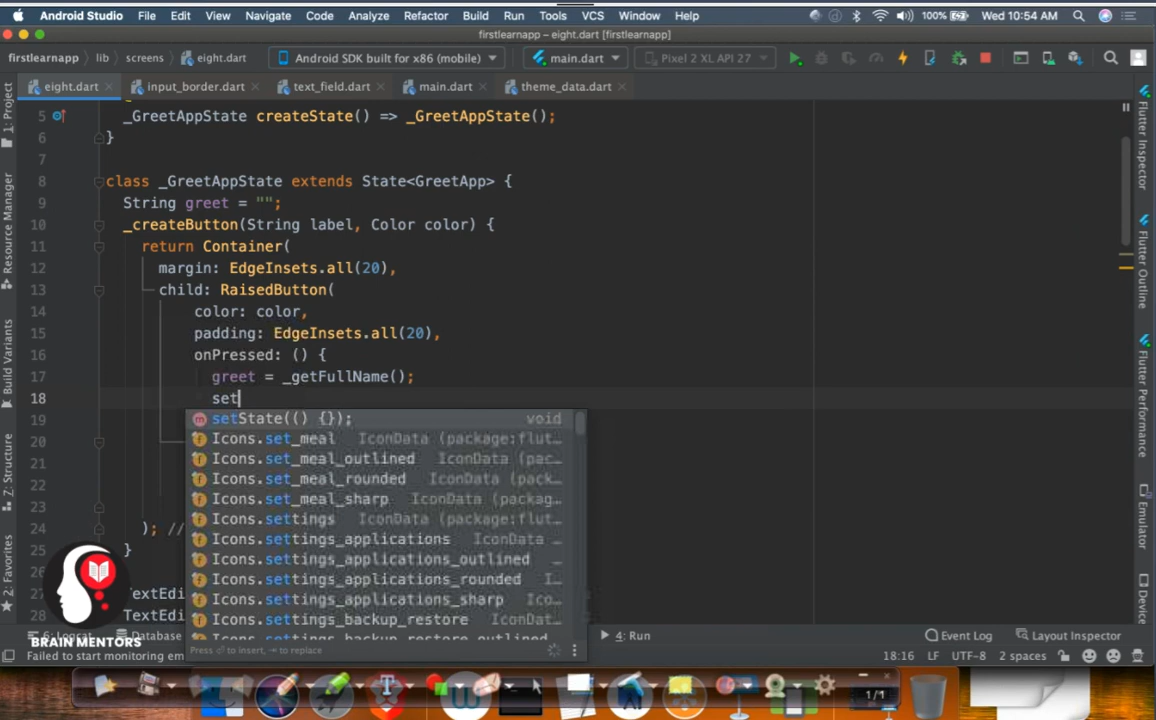 Android Studio File Edit View Navigate Code Analyze Refactor Build Run Tools VCS Window Help 100% Wed 10:54 AM
firstlearnapp – eight.dart [firstlearnapp]
firstlearnapp lib screens eight.dart Android SDK built for x86 (mobile) main.dart Pixel 2 XL API 27
eight.dart input_border.dart text_field.dart main.dart theme_data.dart
5 _GreetAppState createState() => _GreetAppState();
6 }
7
8 class _GreetAppState extends State<GreetApp> {
9 String greet = "";
10 _createButton(String label, Color color) {
11 return Container(
12 margin: EdgeInsets.all(20),
13 child: RaisedButton(
14 color: color,
15 padding: EdgeInsets.all(20),
16 onPressed: () {
17 greet = _getFullName();
18 set
19 setState(() {}); void
Icons.set_meal IconData (package:flut…
20
Icons.set_meal_outlined IconData (pac…
21
Icons.set_meal_rounded IconData (pack…
22
Icons.set_meal_sharp IconData (packag…
23
Icons.settings IconData (package:flut…
24 ); //
Icons.settings_applications IconData
25 }
Icons.settings_applications_outlined …
Icons.settings_applications_rounded I…
27 TextEdi
Icons.settings_applications_sharp Ico…
28 TextEdi
Icons.settings_backup_restore IconDat…
Icons.settings_backup_restore_outlined
Press ⏎ to insert, ⇥ to replace
1: Project
Resource Manager
Build Variants
7: Structure
2: Favorites
Flutter Inspector
Flutter Outline
Flutter Performance
Emulator
Device
BRAIN MENTORS
6: Logcat Database 4: Run Event Log Layout Inspector
Failed to start monitoring em 18:16 LF UTF-8 2 spaces
1/1